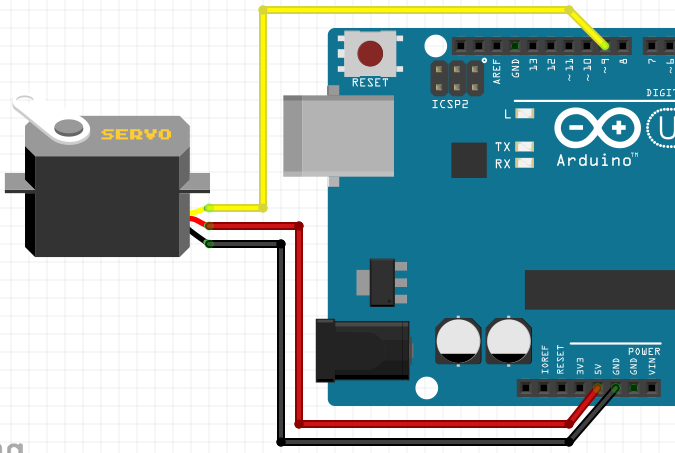 RESET
ICSP2
AREF
GND
13
12
~11
~10
~9
8
7
~6
DIGIT
L
TX
RX
Arduino™
U
SERVO
IOREF
RESET
3V3
5V
GND
GND
VIN
POWER